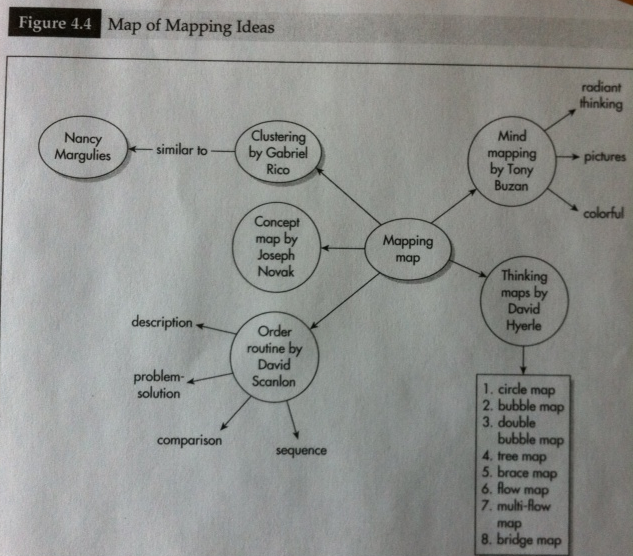 Figure 4.4 Map of Mapping Ideas
radiant
thinking
Nancy
Margulies
similar to
Clustering
by Gabriel
Rico
Mind
mapping
by Tony
Buzan
pictures
colorful
Concept
map by
Joseph
Novak
Mapping
map
Thinking
maps by
David
Hyerle
description
Order
routine by
David
Scanlon
problem-
solution
comparison
sequence
1. circle map
2. bubble map
3. double
bubble map
4. tree map
5. brace map
6. flow map
7. multi-flow
map
8. bridge map